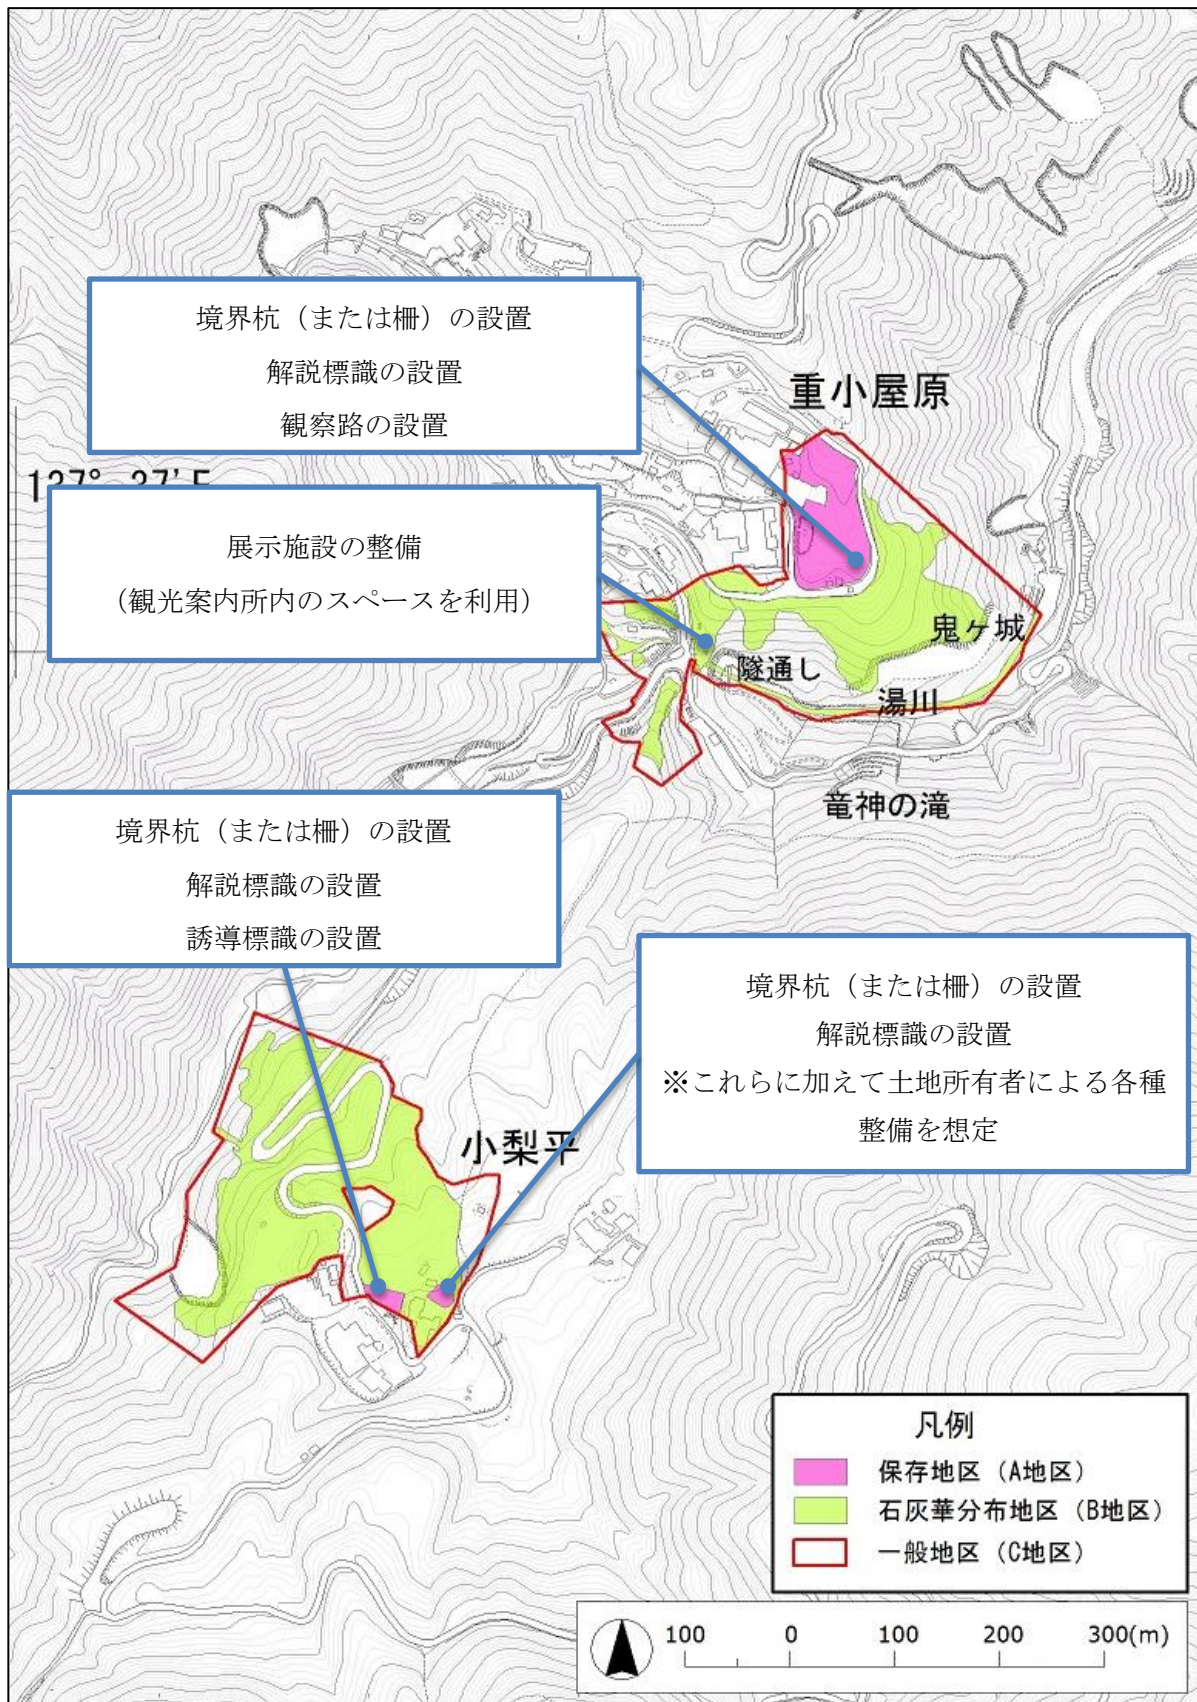 境界杭（または柵）の設置
解説標識の設置
観察路の設置
重小屋原
展示施設の整備
（観光案内所内のスペースを利用）
鬼ヶ城
隧通し
湯川
竜神の滝
境界杭（または柵）の設置
解説標識の設置
誘導標識の設置
境界杭（または柵）の設置
解説標識の設置
※これらに加えて土地所有者による各種
整備を想定
小梨平
凡例
保存地区（A地区）
石灰華分布地区（B地区）
一般地区（C地区）
100 0 100 200 300(m)